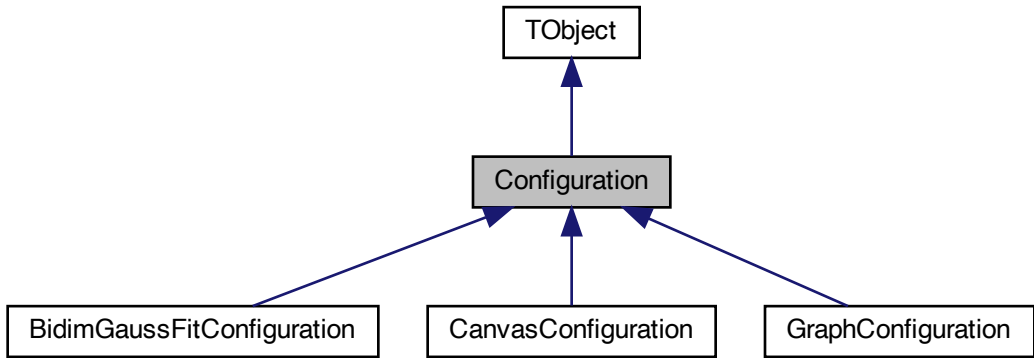 TObject
Configuration
BidimGaussFitConfiguration
CanvasConfiguration
GraphConfiguration